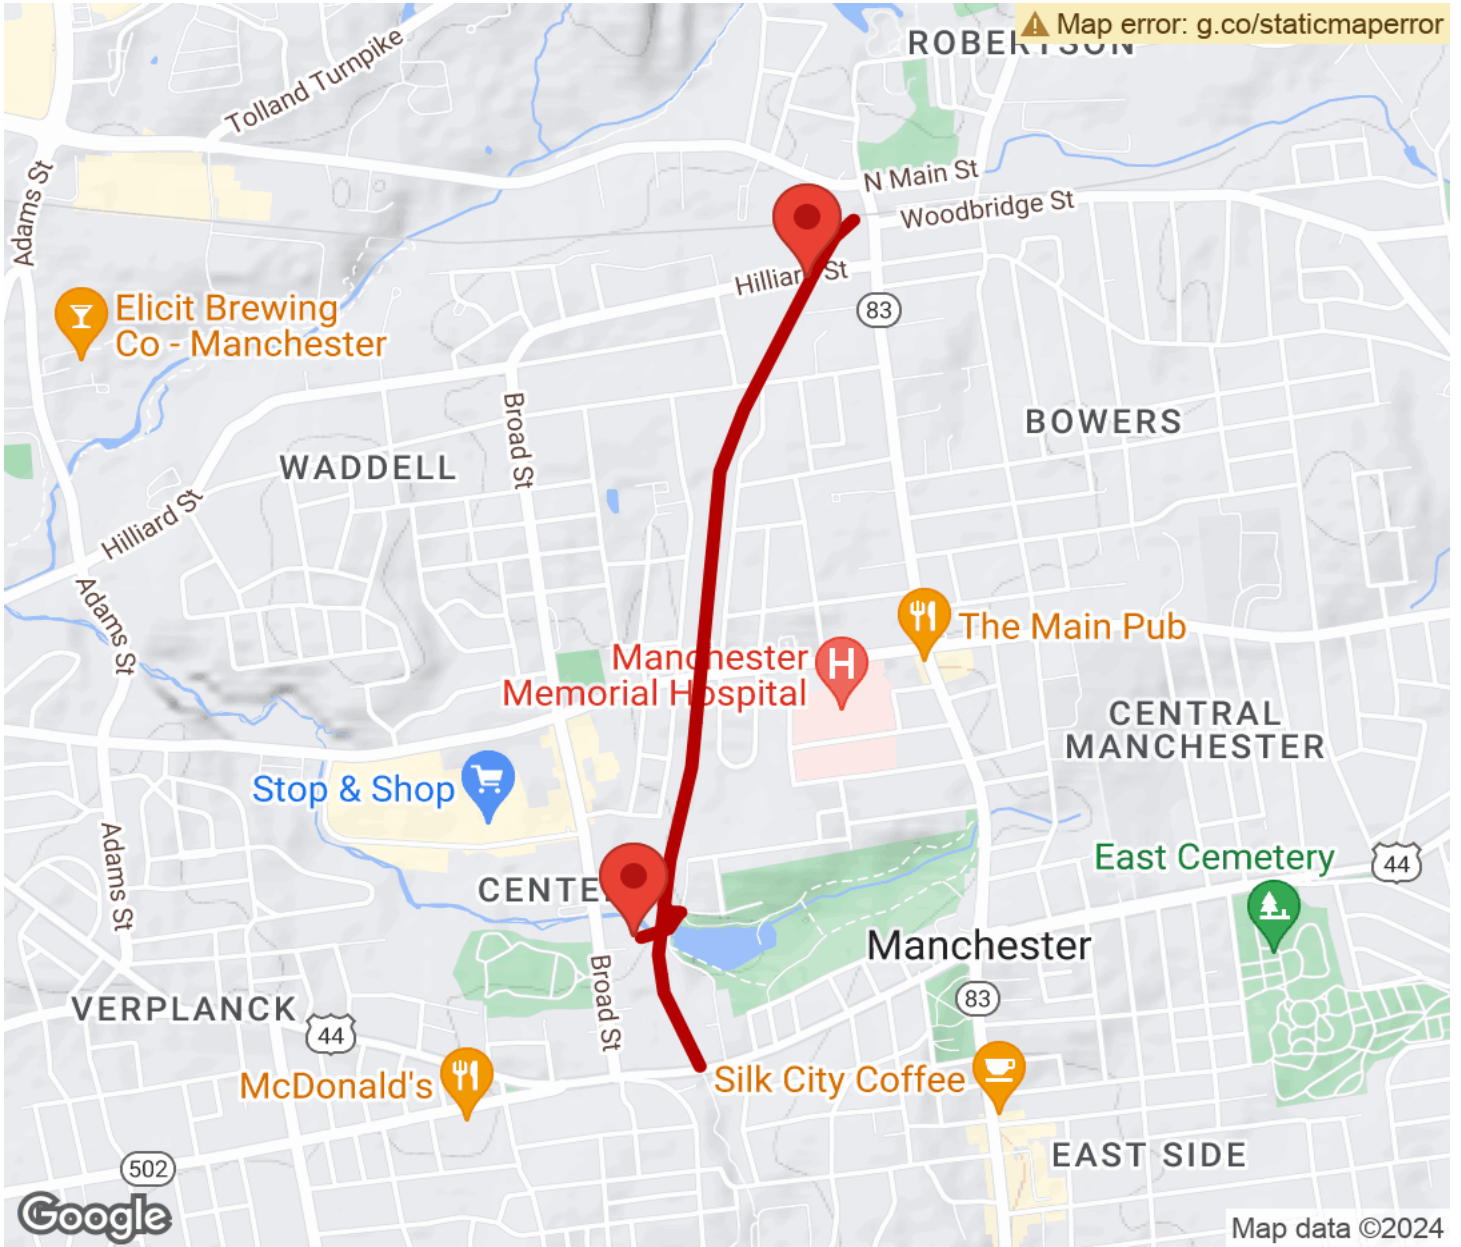 Map error: g.co/staticmaperror
ROBERTSON
Tolland Turnpike
N Main St
Adams St
Woodbridge St
Hilliard St
83
Elicit Brewing
Co - Manchester
Broad St
BOWERS
WADDELL
Hilliard St
Adams St
The Main Pub
Manchester
Memorial Hospital
H
CENTRAL
MANCHESTER
Stop & Shop
Adams St
East Cemetery
44
CENTE
Manchester
Broad St
VERPLANCK
44
83
McDonald's
Silk City Coffee
EAST SIDE
502
Google
Map data ©2024